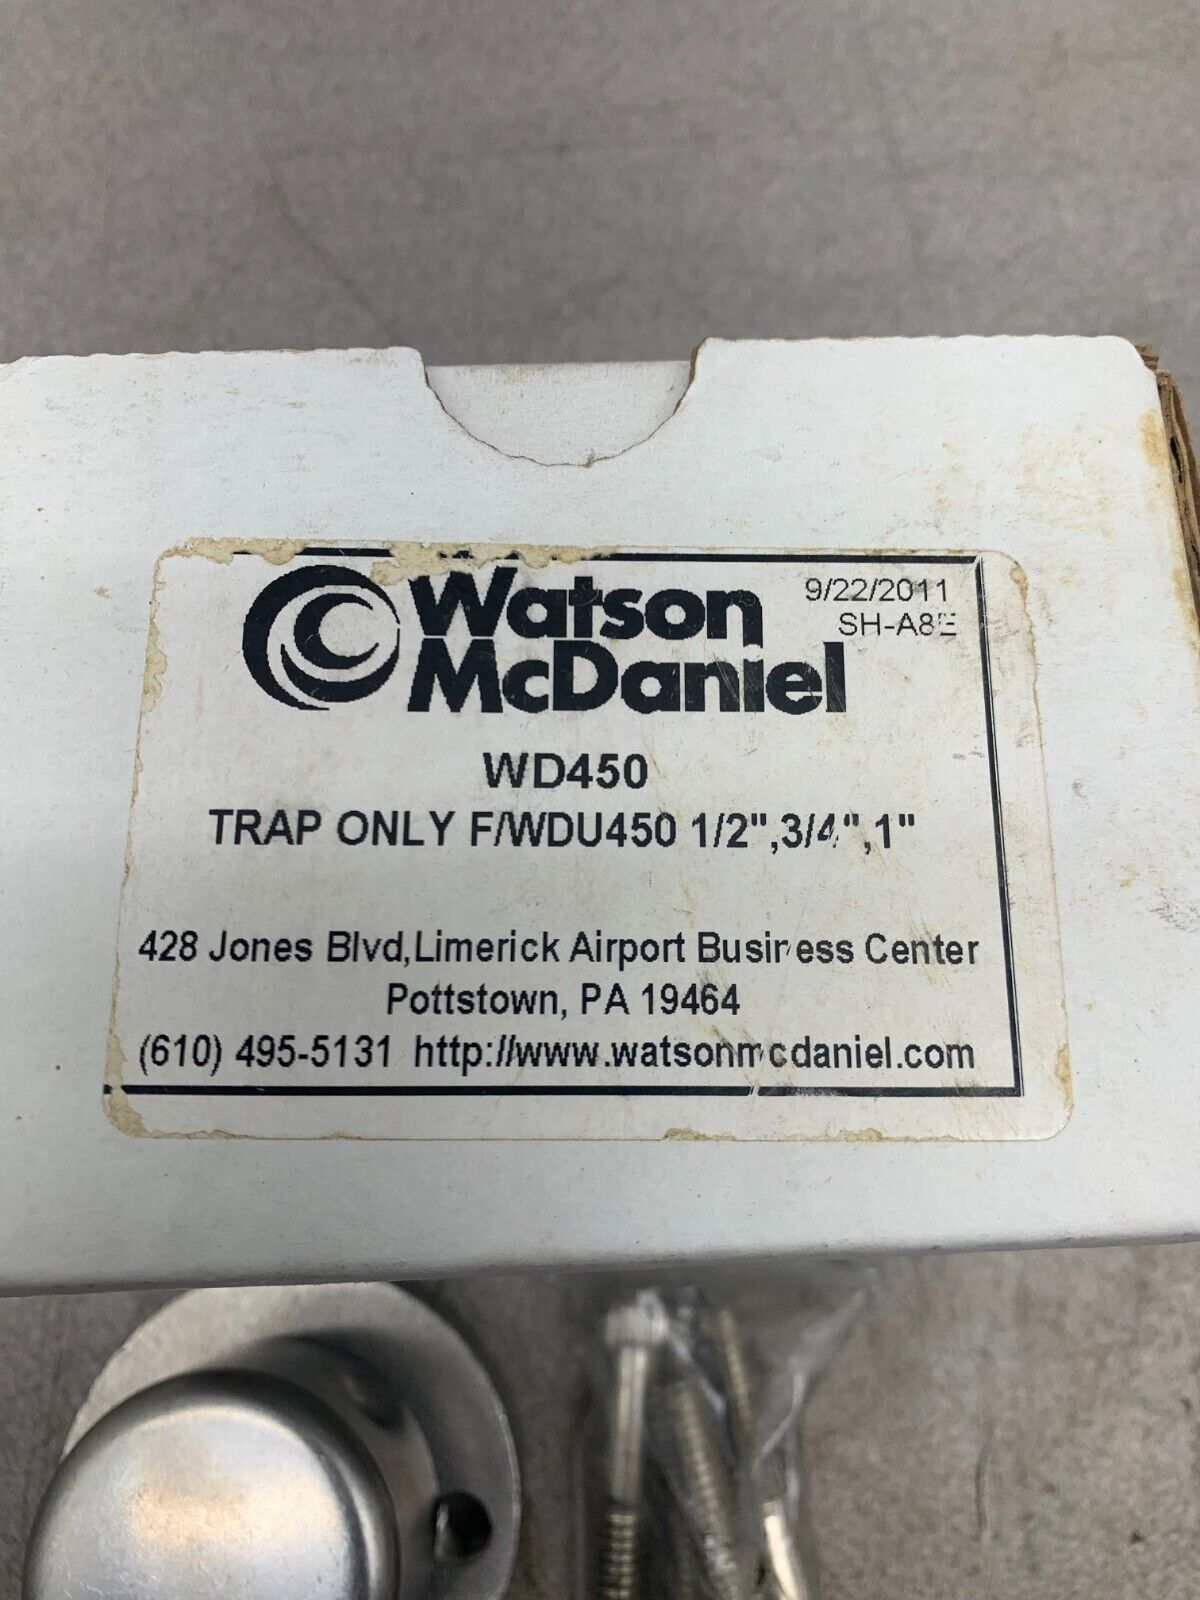 Watson
McDaniel
9/22/2011
SH-A8E
WD450
TRAP ONLY F/WDU450 1/2",3/4",1"
428 Jones Blvd,Limerick Airport Business Center
Pottstown, PA 19464
(610) 495-5131 http://www.watsonmcdaniel.com